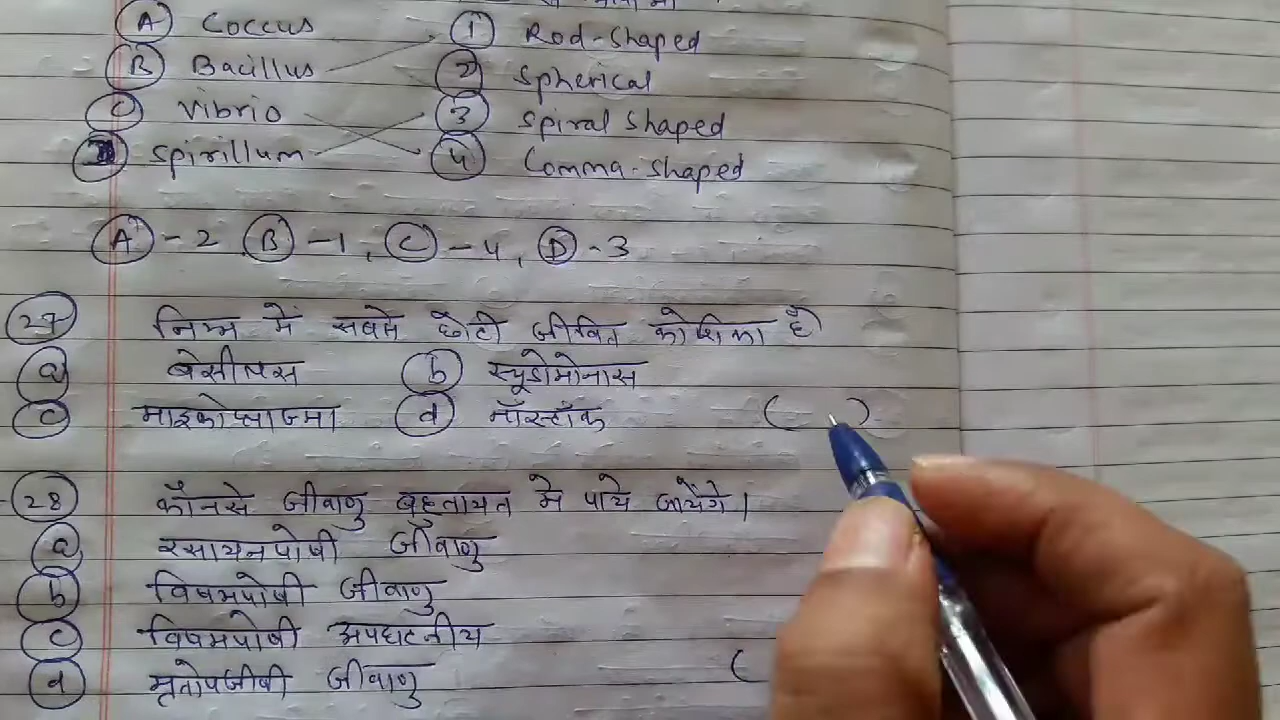 A Coccus 1 Rod-shaped
B Bacillus 2 Spherical
C Vibrio 3 Spiral shaped
D Spirillum 4 Comma-shaped
A - 2 B - 1, C - 4, D - 3
27 निम्न में सबसे छोटी जीवित कोशिका है
a बेसीलस b स्यूडोमोनास
c माइकोप्लाज्मा d नॉस्टॉक ( )
28 कौनसे जीवाणु बहुतायत मे पाये जायेंगे।
a रसायनपोषी जीवाणु
b विषमपोषी जीवाणु
c विषमपोषी अपघटनीय
d मृतोपजीवी जीवाणु (